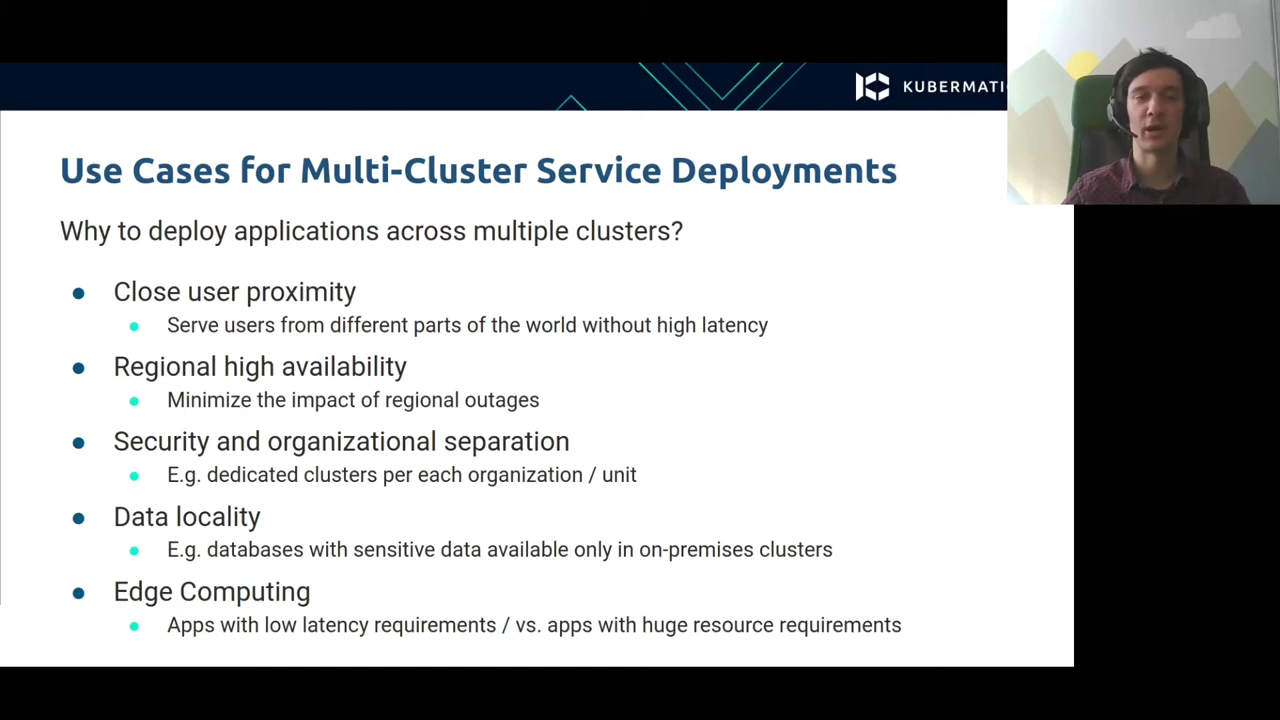 KUBERMATI
Use Cases for Multi-Cluster Service Deployments
Why to deploy applications across multiple clusters?
● Close user proximity
● Serve users from different parts of the world without high latency
● Regional high availability
● Minimize the impact of regional outages
● Security and organizational separation
● E.g. dedicated clusters per each organization / unit
● Data locality
● E.g. databases with sensitive data available only in on-premises clusters
● Edge Computing
● Apps with low latency requirements / vs. apps with huge resource requirements